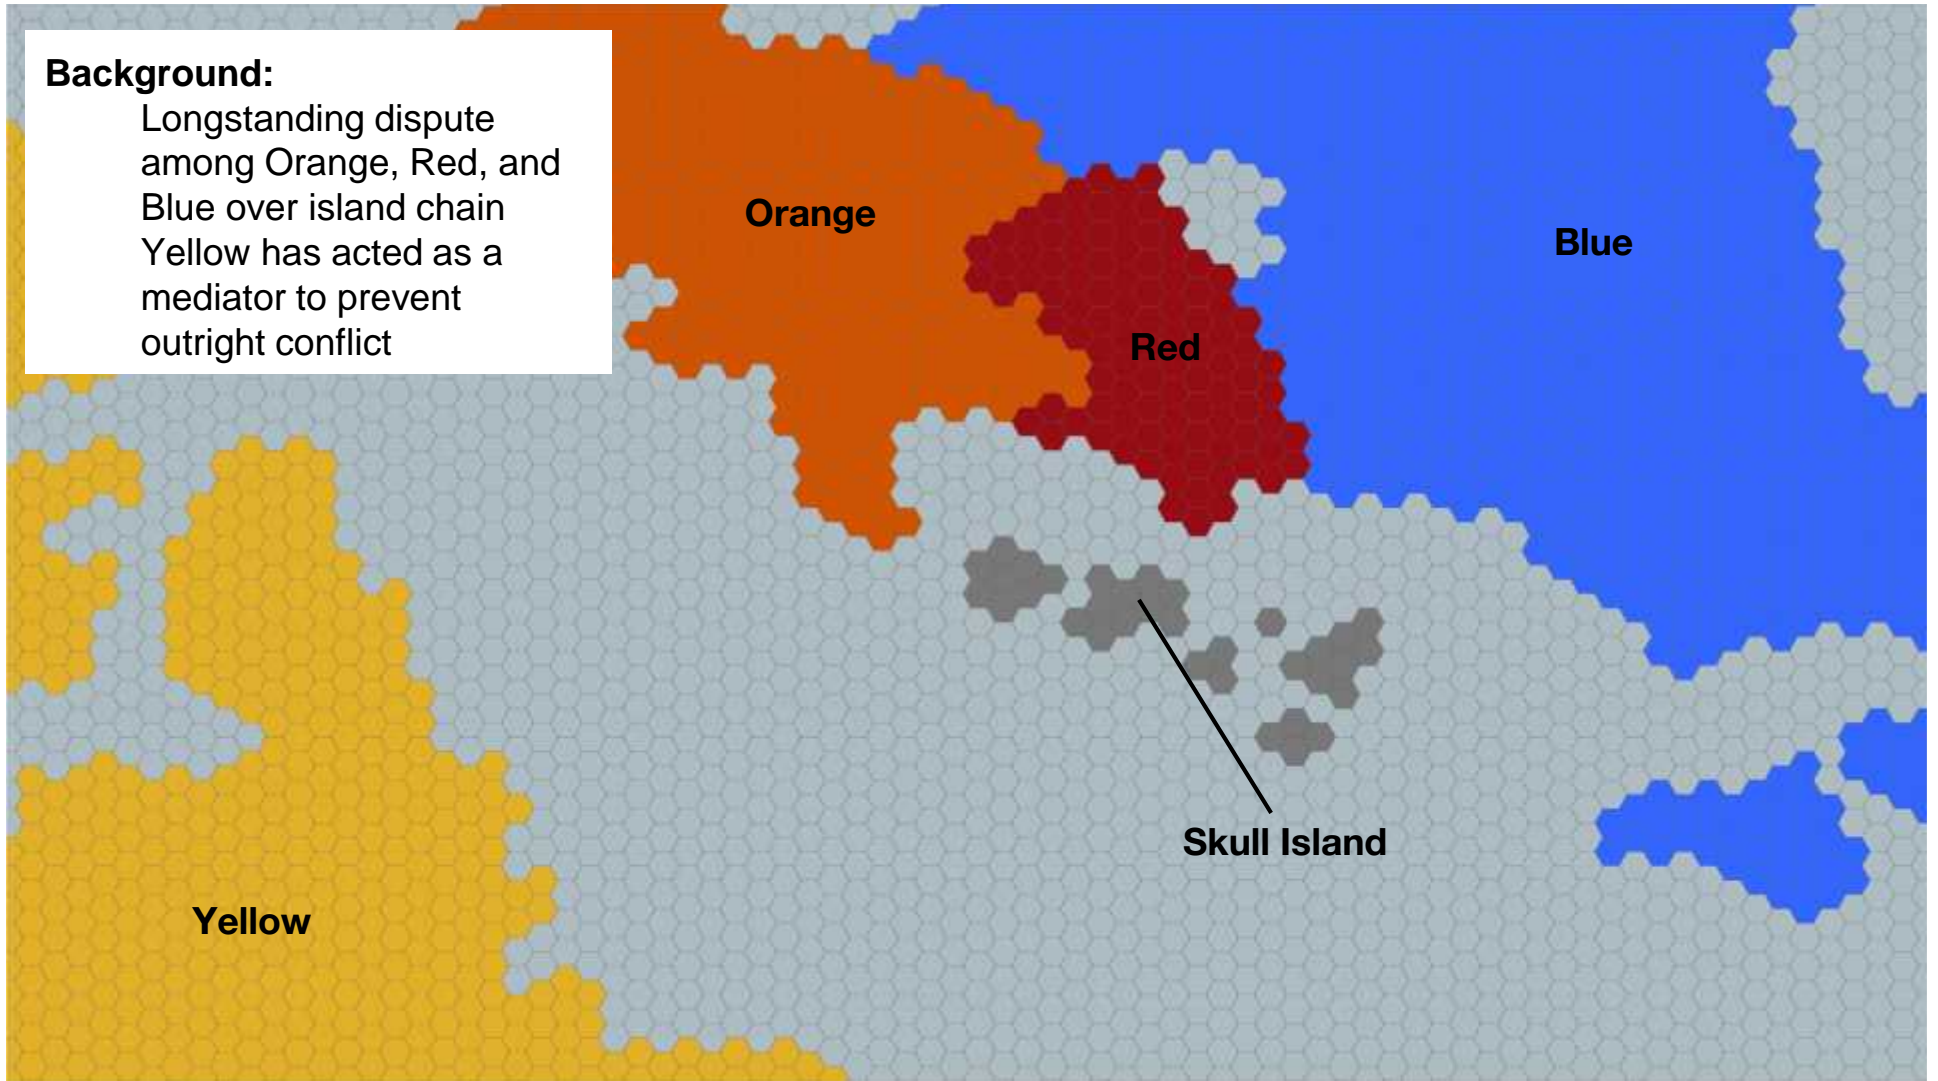 Background:
Longstanding dispute
among Orange, Red, and
Blue over island chain
Yellow has acted as a
mediator to prevent
outright conflict
Orange
Blue
Red
Skull Island
Yellow